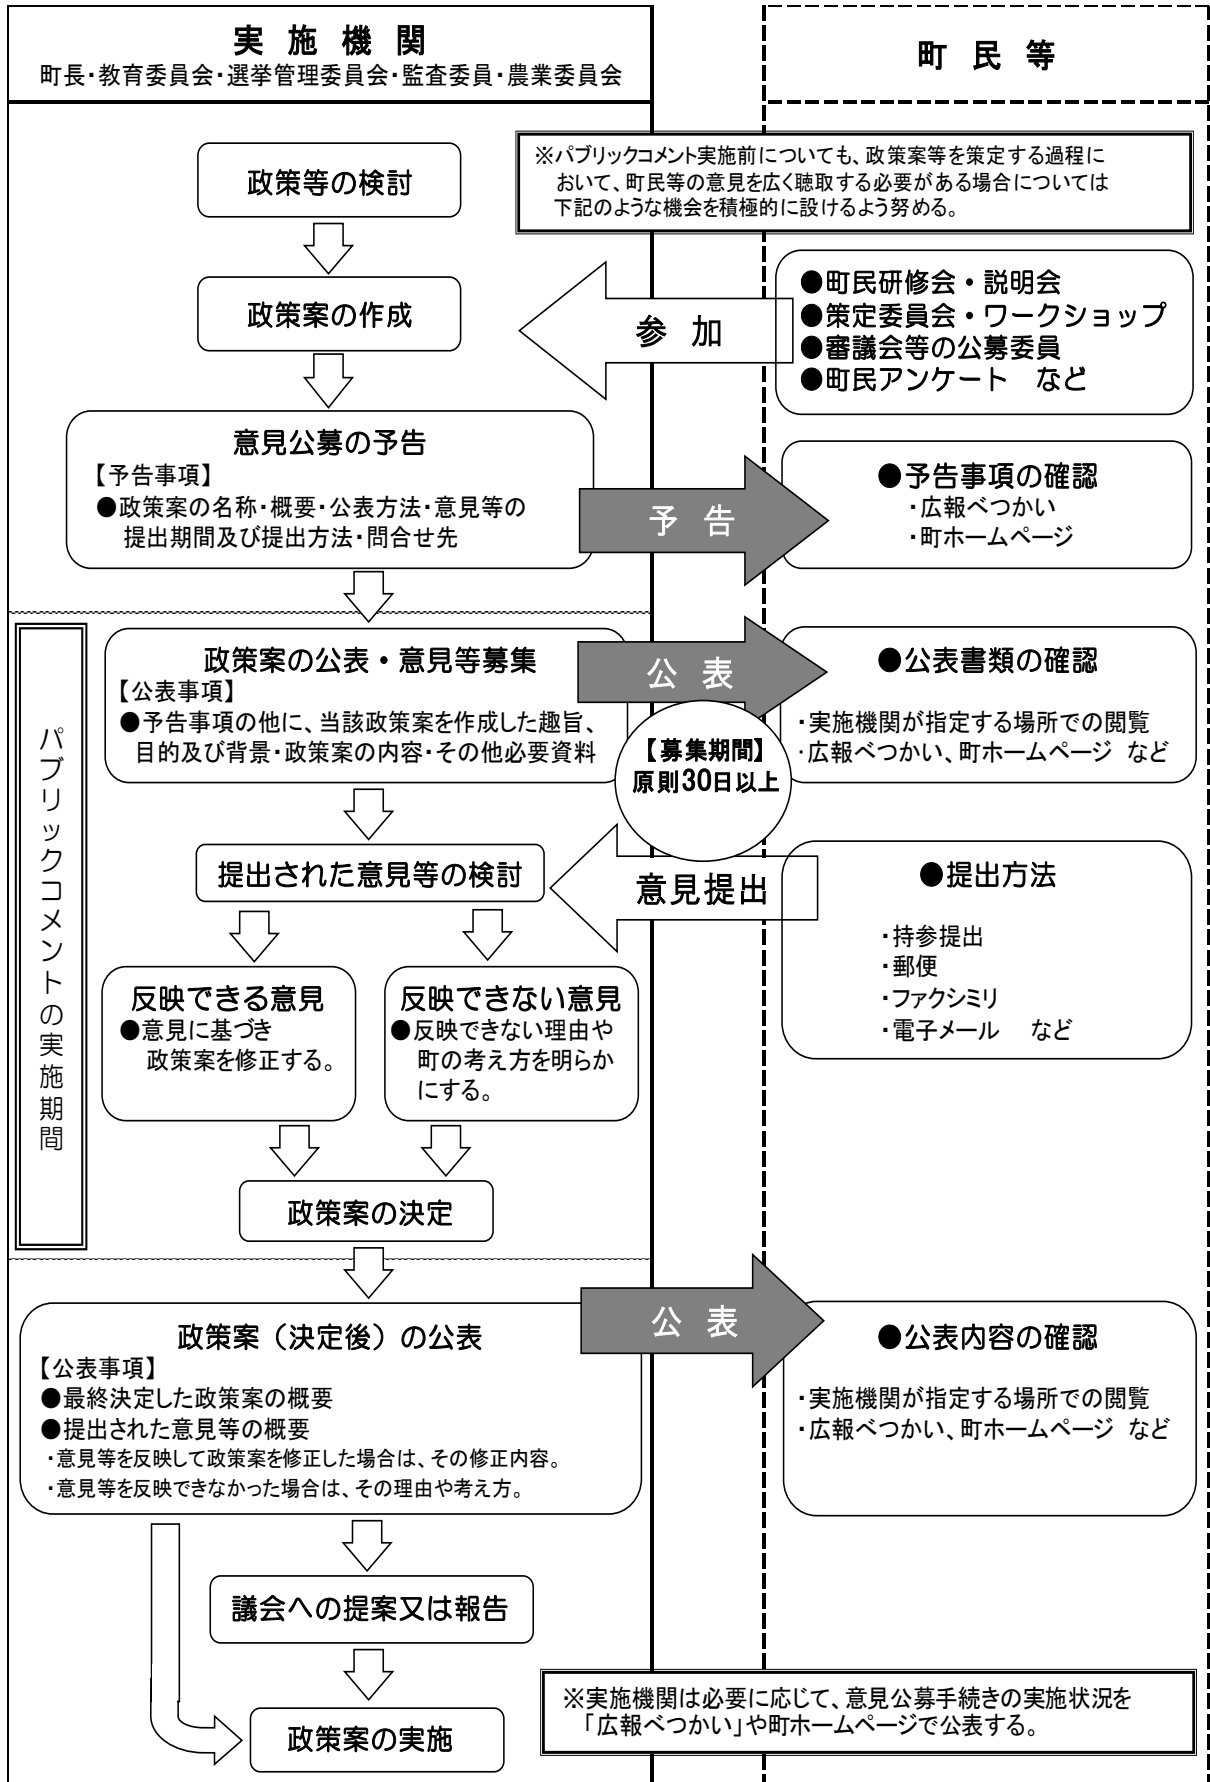 実施機関
町長・教育委員会・選挙管理委員会・監査委員・農業委員会
町民等
※パブリックコメント実施前についても、政策案等を策定する過程に
おいて、町民等の意見を広く聴取する必要がある場合については
下記のような機会を積極的に設けるよう努める。
政策等の検討
政策案の作成
参加
●町民研修会・説明会
●策定委員会・ワークショップ
●審議会等の公募委員
●町民アンケート　など
意見公募の予告
【予告事項】
●政策案の名称・概要・公表方法・意見等の
提出期間及び提出方法・問合せ先
予告
●予告事項の確認
・広報べつかい
・町ホームページ
パブリックコメントの実施期間
政策案の公表・意見等募集
【公表事項】
●予告事項の他に、当該政策案を作成した趣旨、
目的及び背景・政策案の内容・その他必要資料
公表
【募集期間】
原則30日以上
●公表書類の確認
・実施機関が指定する場所での閲覧
・広報べつかい、町ホームページ など
提出された意見等の検討
意見提出
●提出方法
・持参提出
・郵便
・ファクシミリ
・電子メール　など
反映できる意見
●意見に基づき
政策案を修正する。
反映できない意見
●反映できない理由や
町の考え方を明らか
にする。
政策案の決定
政策案（決定後）の公表
【公表事項】
●最終決定した政策案の概要
●提出された意見等の概要
・意見等を反映して政策案を修正した場合は、その修正内容。
・意見等を反映できなかった場合は、その理由や考え方。
公表
●公表内容の確認
・実施機関が指定する場所での閲覧
・広報べつかい、町ホームページ など
議会への提案又は報告
政策案の実施
※実施機関は必要に応じて、意見公募手続きの実施状況を
「広報べつかい」や町ホームページで公表する。